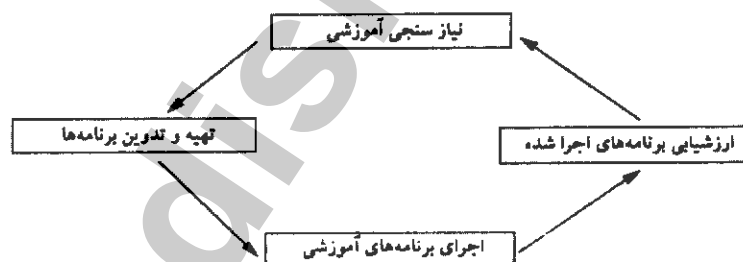 نیاز سنجی آموزشی
تهیه و تدوین برنامه‌ها
ارزشیابی برنامه‌های اجرا شده
اجرای برنامه‌های آموزشی